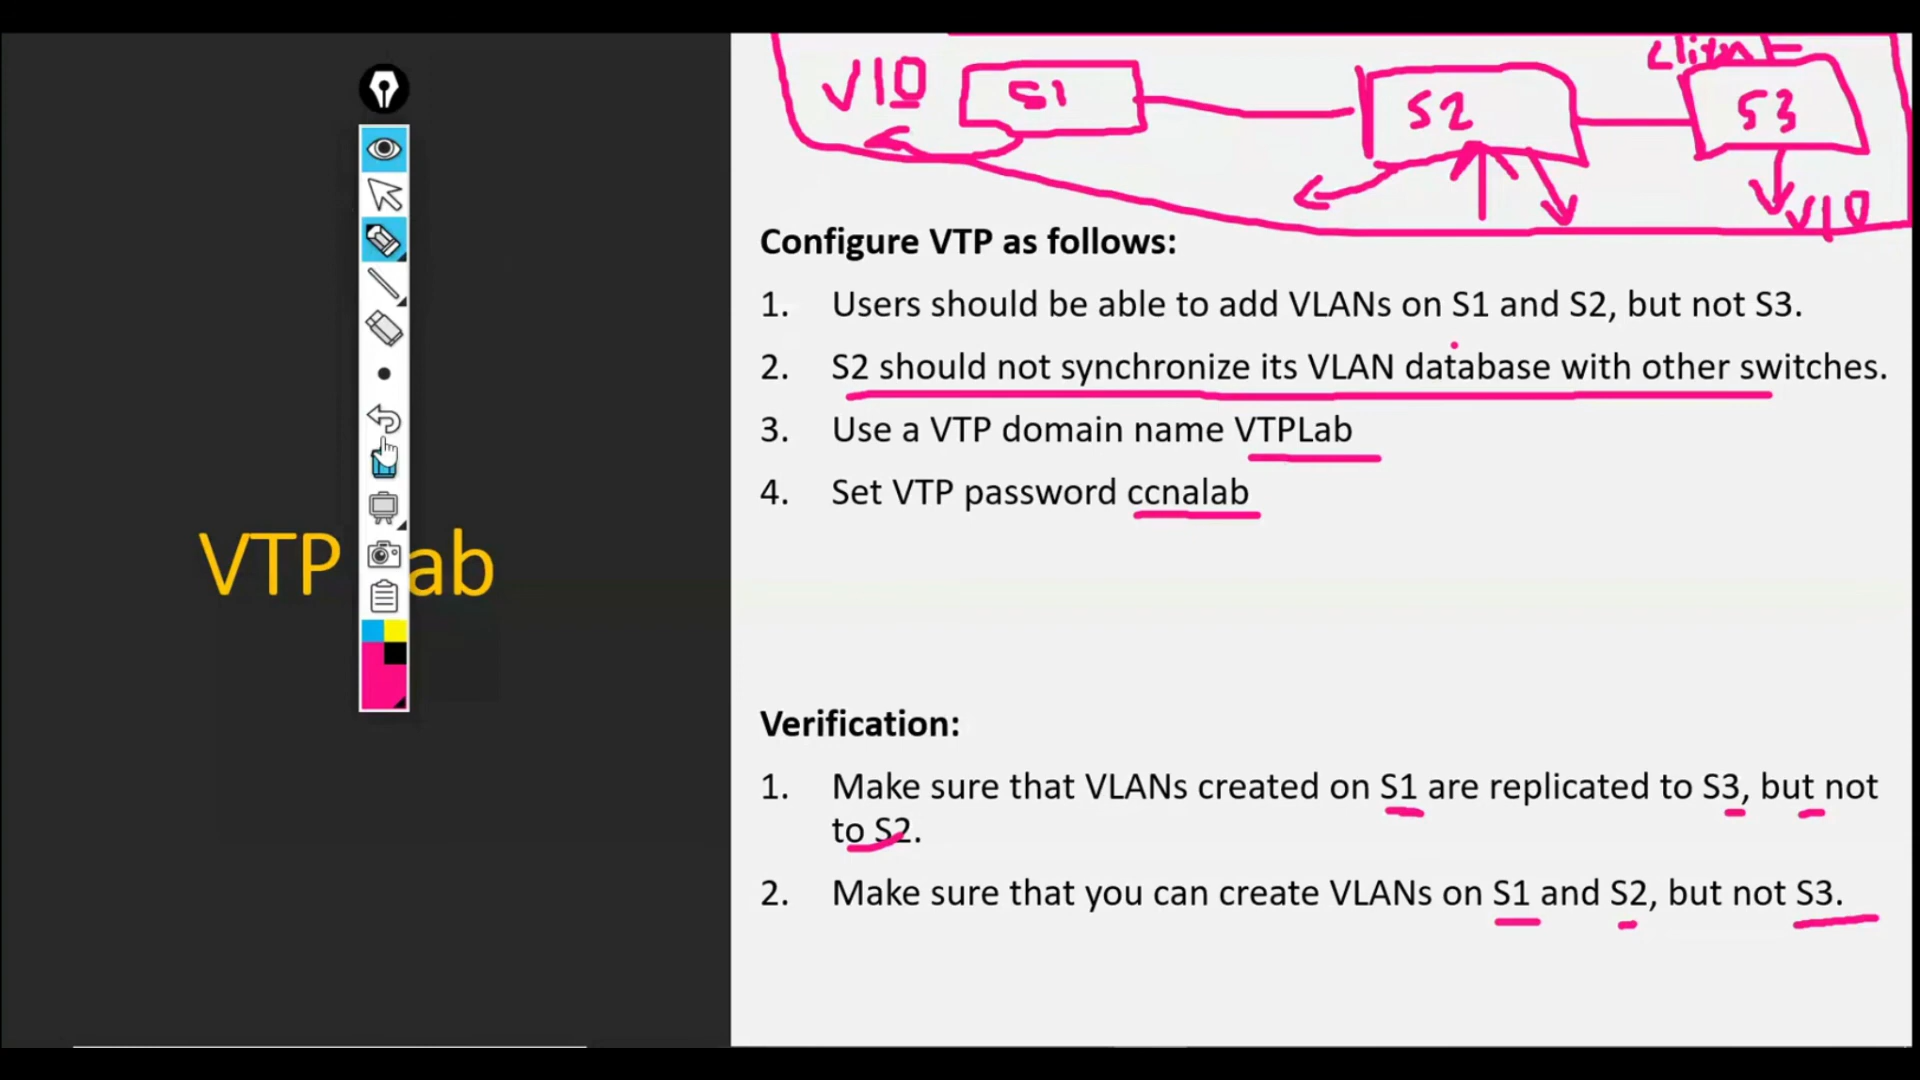 client
V10
S1
S2
S3
V10
Configure VTP as follows:
1. Users should be able to add VLANs on S1 and S2, but not S3.
2. S2 should not synchronize its VLAN database with other switches.
3. Use a VTP domain name VTPLab
4. Set VTP password ccnalab
VTP ab
Verification:
1. Make sure that VLANs created on S1 are replicated to S3, but not
to S2.
2. Make sure that you can create VLANs on S1 and S2, but not S3.